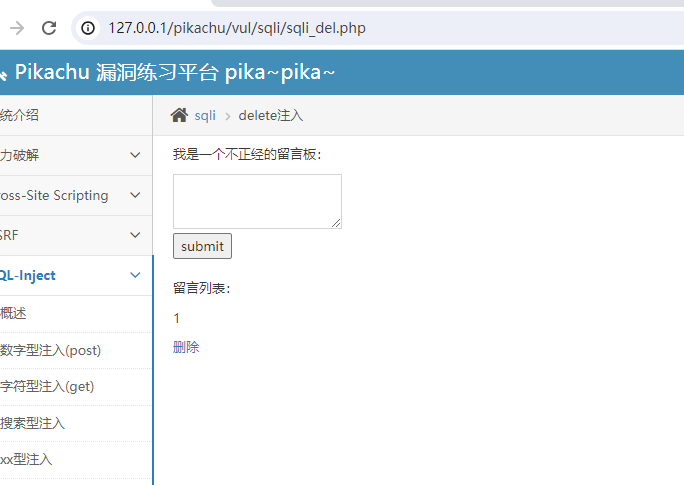 127.0.0.1/pikachu/vul/sqli/sqli_del.php
Pikachu 漏洞练习平台 pika~pika~
统介绍
力破解
oss-Site Scripting
SRF
QL-Inject
概述
数字型注入(post)
字符型注入(get)
搜索型注入
xx型注入
sqli > delete注入
我是一个不正经的留言板：
submit
留言列表：
1
删除